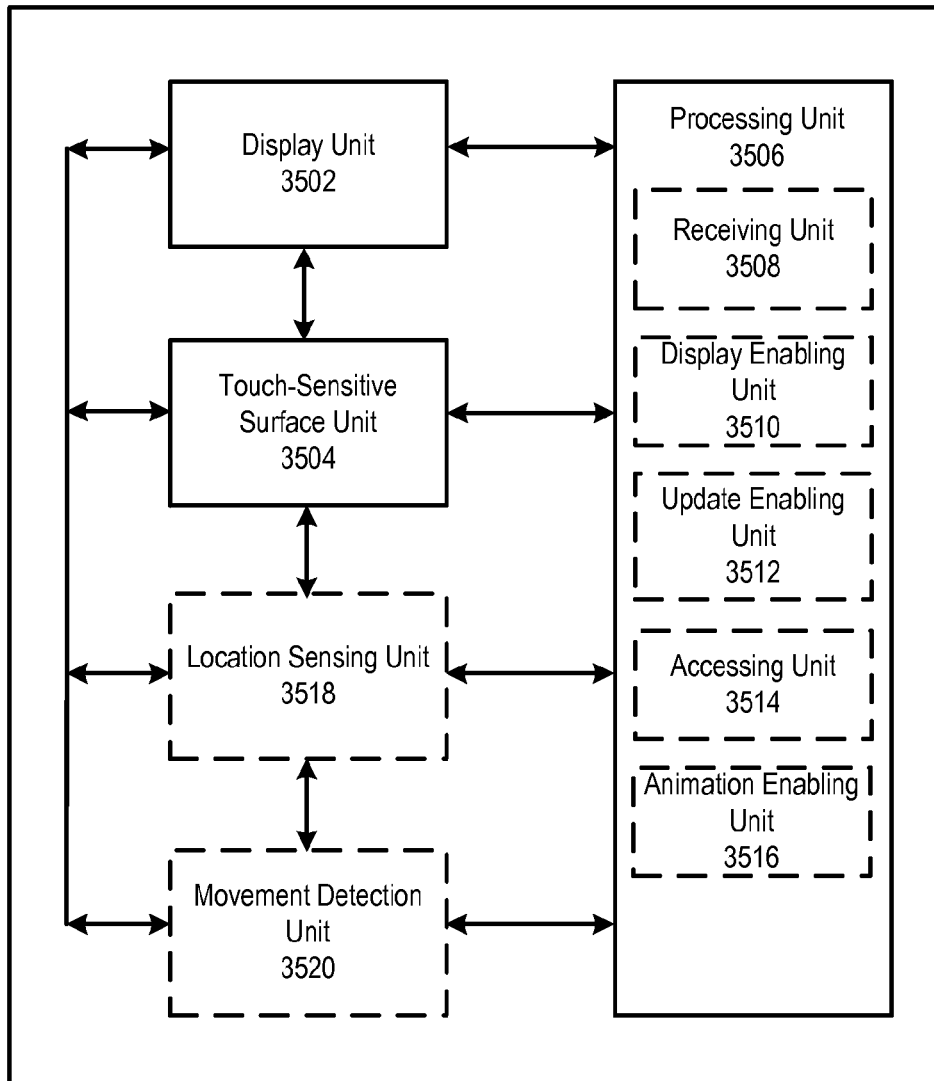 Display Unit
3502
Touch-Sensitive
Surface Unit
3504
Location Sensing Unit
3518
Movement Detection
Unit
3520
Processing Unit
3506
Receiving Unit
3508
Display Enabling
Unit
3510
Update Enabling
Unit
3512
Accessing Unit
3514
Animation Enabling
Unit
3516